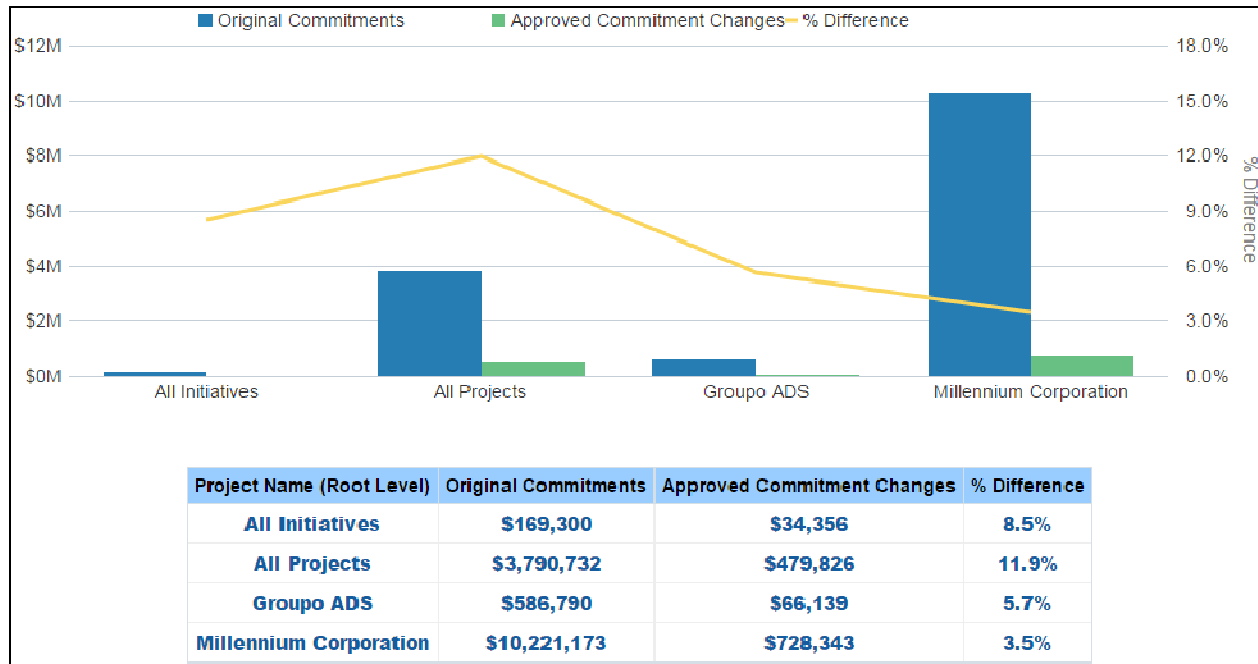 Original Commitments Approved Commitment Changes % Difference
$12M 18.0%
$10M 15.0%
$8M 12.0%
$6M 9.0%
$4M 6.0%
$2M 3.0%
$0M 0.0%
% Difference
All Initiatives All Projects Groupo ADS Millennium Corporation
Project Name (Root Level) Original Commitments Approved Commitment Changes % Difference
All Initiatives $169,300 $34,356 8.5%
All Projects $3,790,732 $479,826 11.9%
Groupo ADS $586,790 $66,139 5.7%
Millennium Corporation $10,221,173 $728,343 3.5%